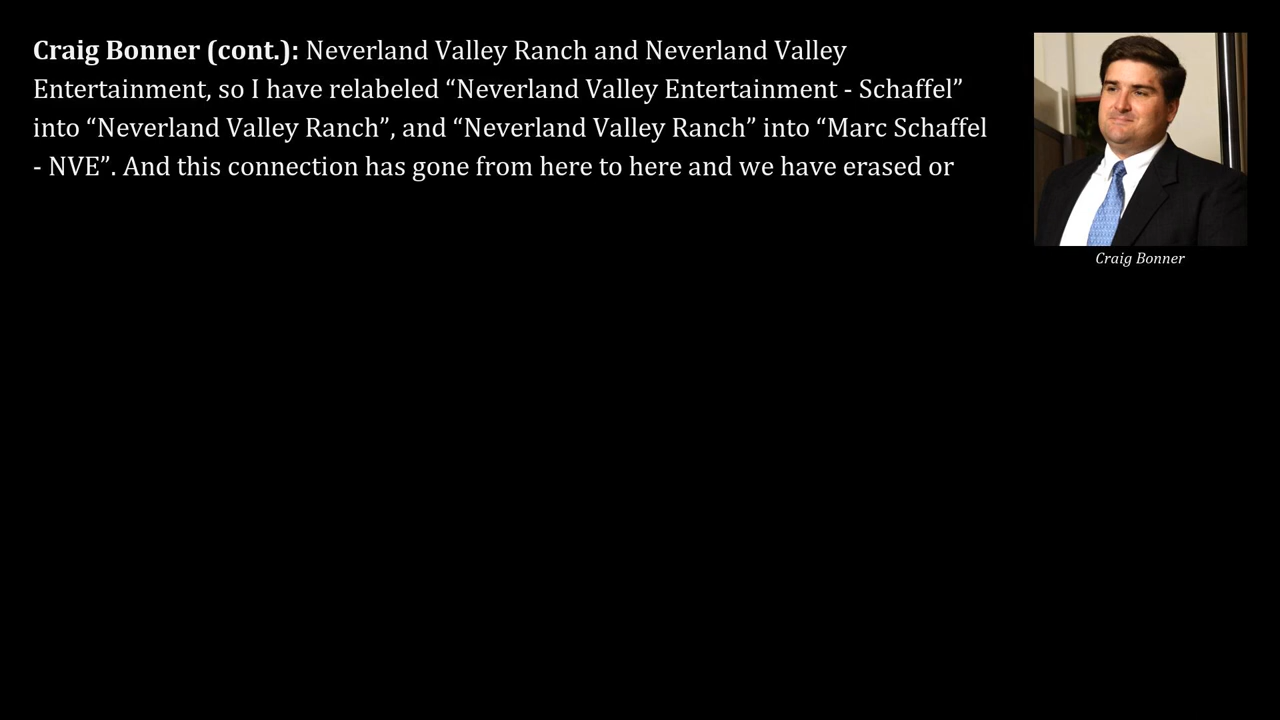 Craig Bonner (cont.): Neverland Valley Ranch and Neverland Valley
Entertainment, so I have relabeled “Neverland Valley Entertainment - Schaffel”
into “Neverland Valley Ranch”, and “Neverland Valley Ranch” into “Marc Schaffel
- NVE”. And this connection has gone from here to here and we have erased or
Craig Bonner